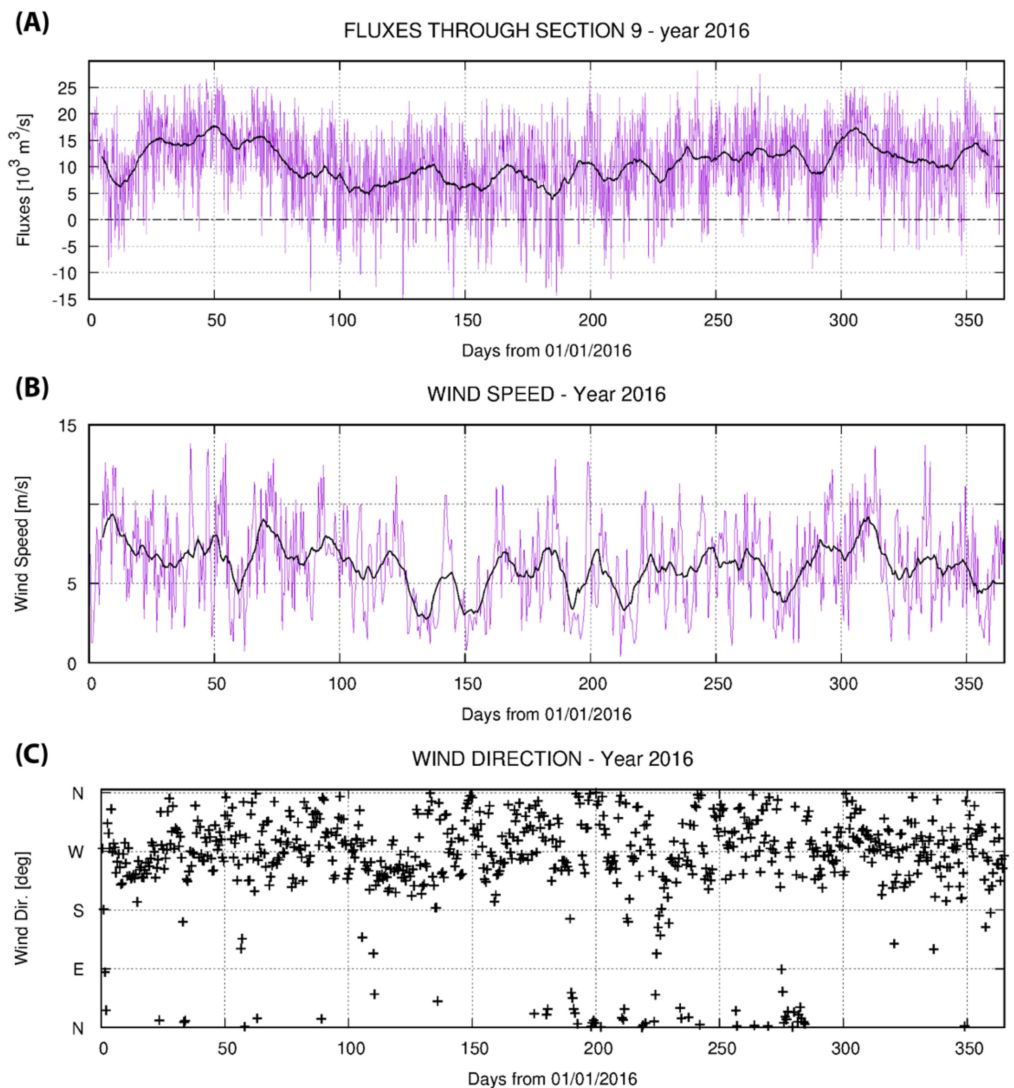 (A)
FLUXES THROUGH SECTION 9 - year 2016
Fluxes [10³ m³/s]
25
20
15
10
5
0
-5
-10
-15
0 50 100 150 200 250 300 350
Days from 01/01/2016
(B)
WIND SPEED - Year 2016
Wind Speed [m/s]
15
5
0
0 50 100 150 200 250 300 350
Days from 01/01/2016
(C)
WIND DIRECTION - Year 2016
Wind Dir. [deg]
N
W
S
E
N
0 50 100 150 200 250 300 350
Days from 01/01/2016